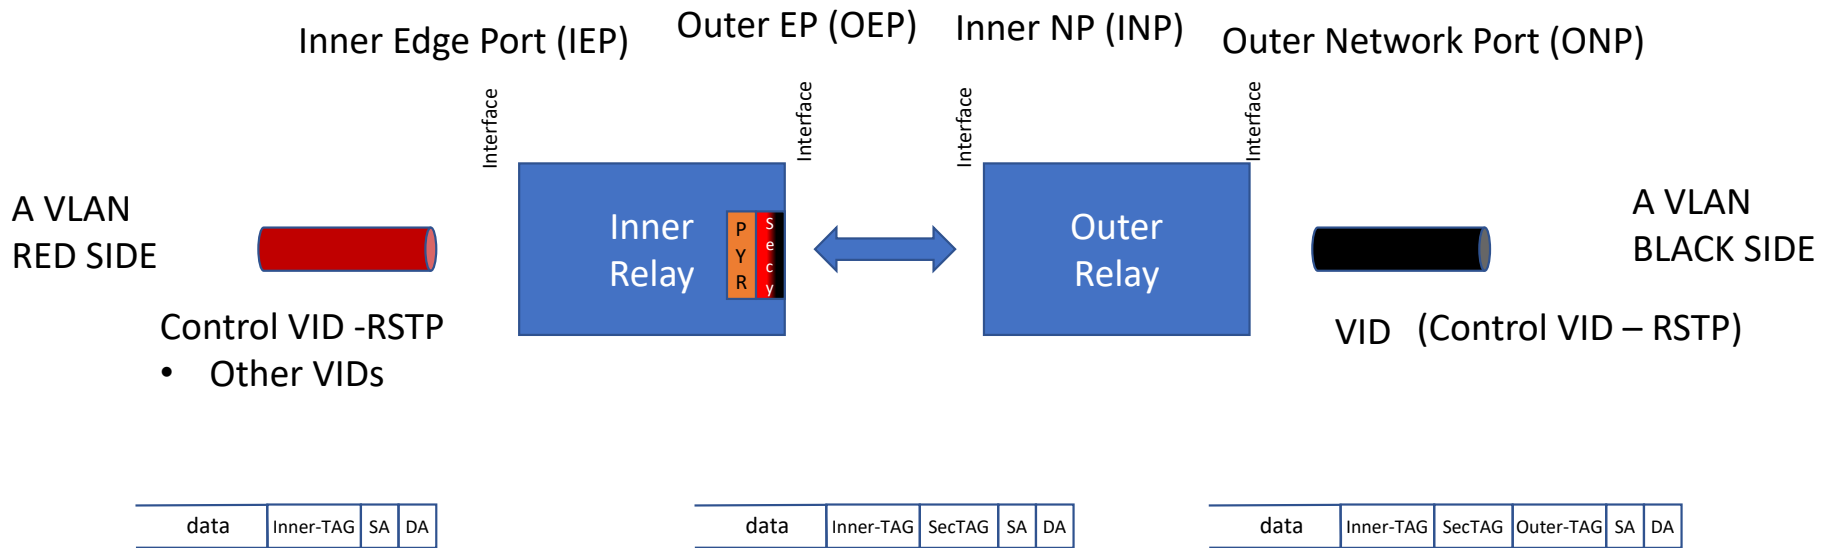 Inner Edge Port (IEP)
Outer EP (OEP)
Inner NP (INP)
Outer Network Port (ONP)
Interface
Interface
Interface
Interface
A VLAN
RED SIDE
Inner
Relay
P
Y
R
S
e
c
y
Outer
Relay
A VLAN
BLACK SIDE
Control VID -RSTP
• Other VIDs
VID (Control VID – RSTP)
data Inner-TAG SA DA
data Inner-TAG SecTAG SA DA
data Inner-TAG SecTAG Outer-TAG SA DA